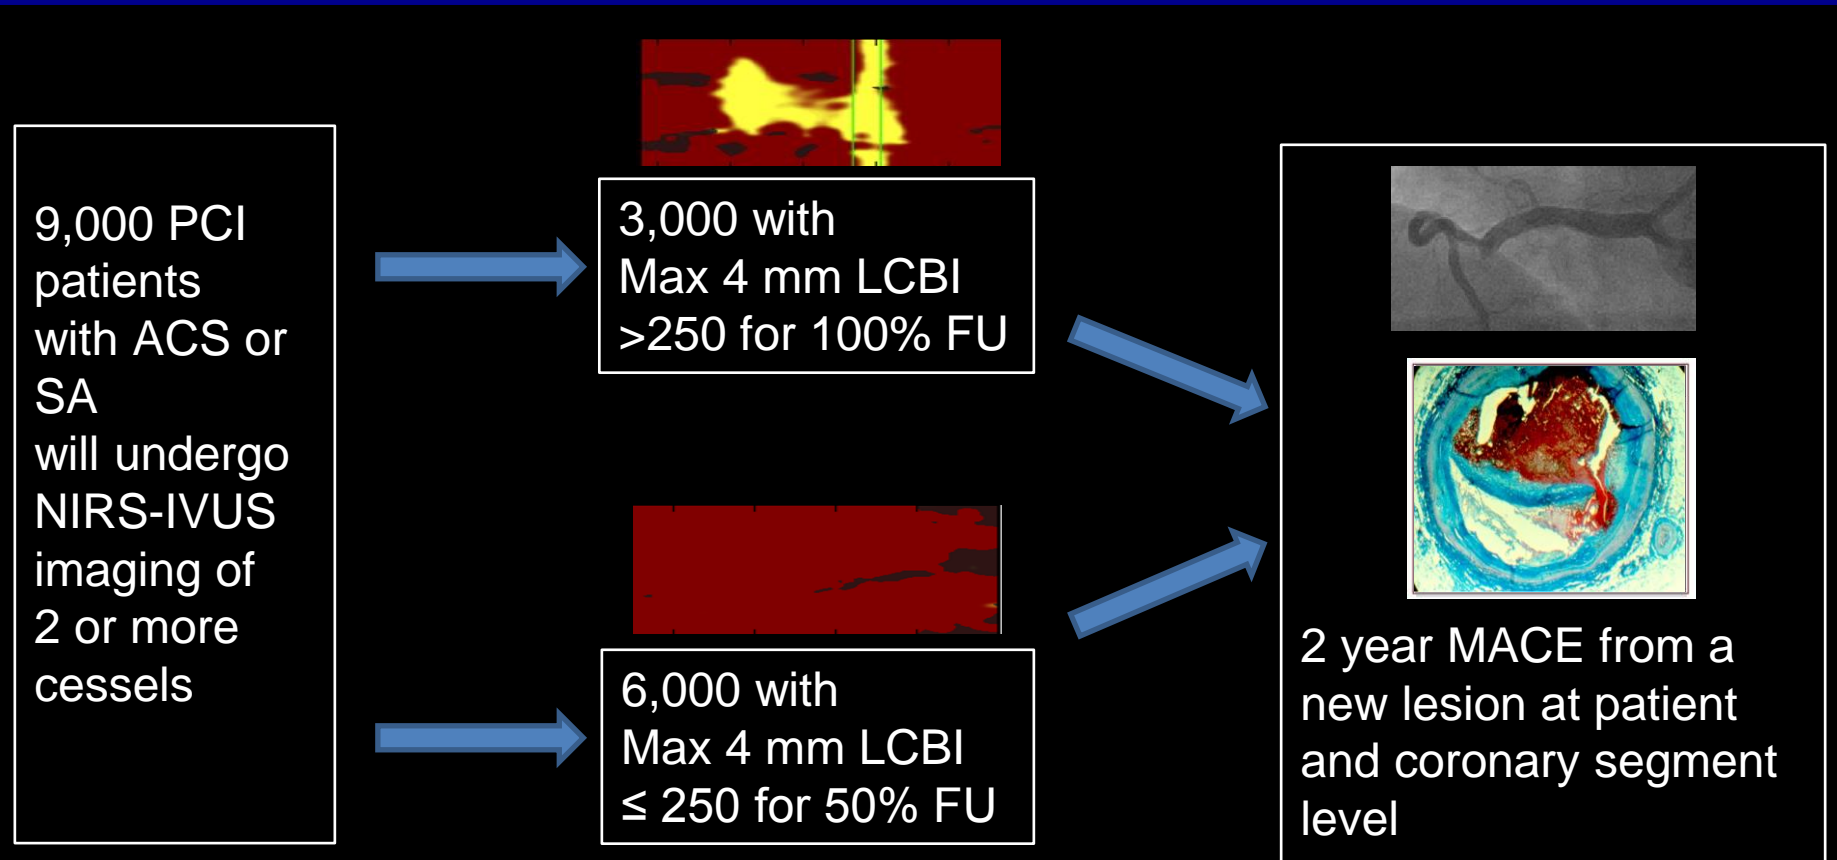 9,000 PCI
patients
with ACS or
SA
will undergo
NIRS-IVUS
imaging of
2 or more
cessels
3,000 with
Max 4 mm LCBI
>250 for 100% FU
6,000 with
Max 4 mm LCBI
≤ 250 for 50% FU
2 year MACE from a
new lesion at patient
and coronary segment
level